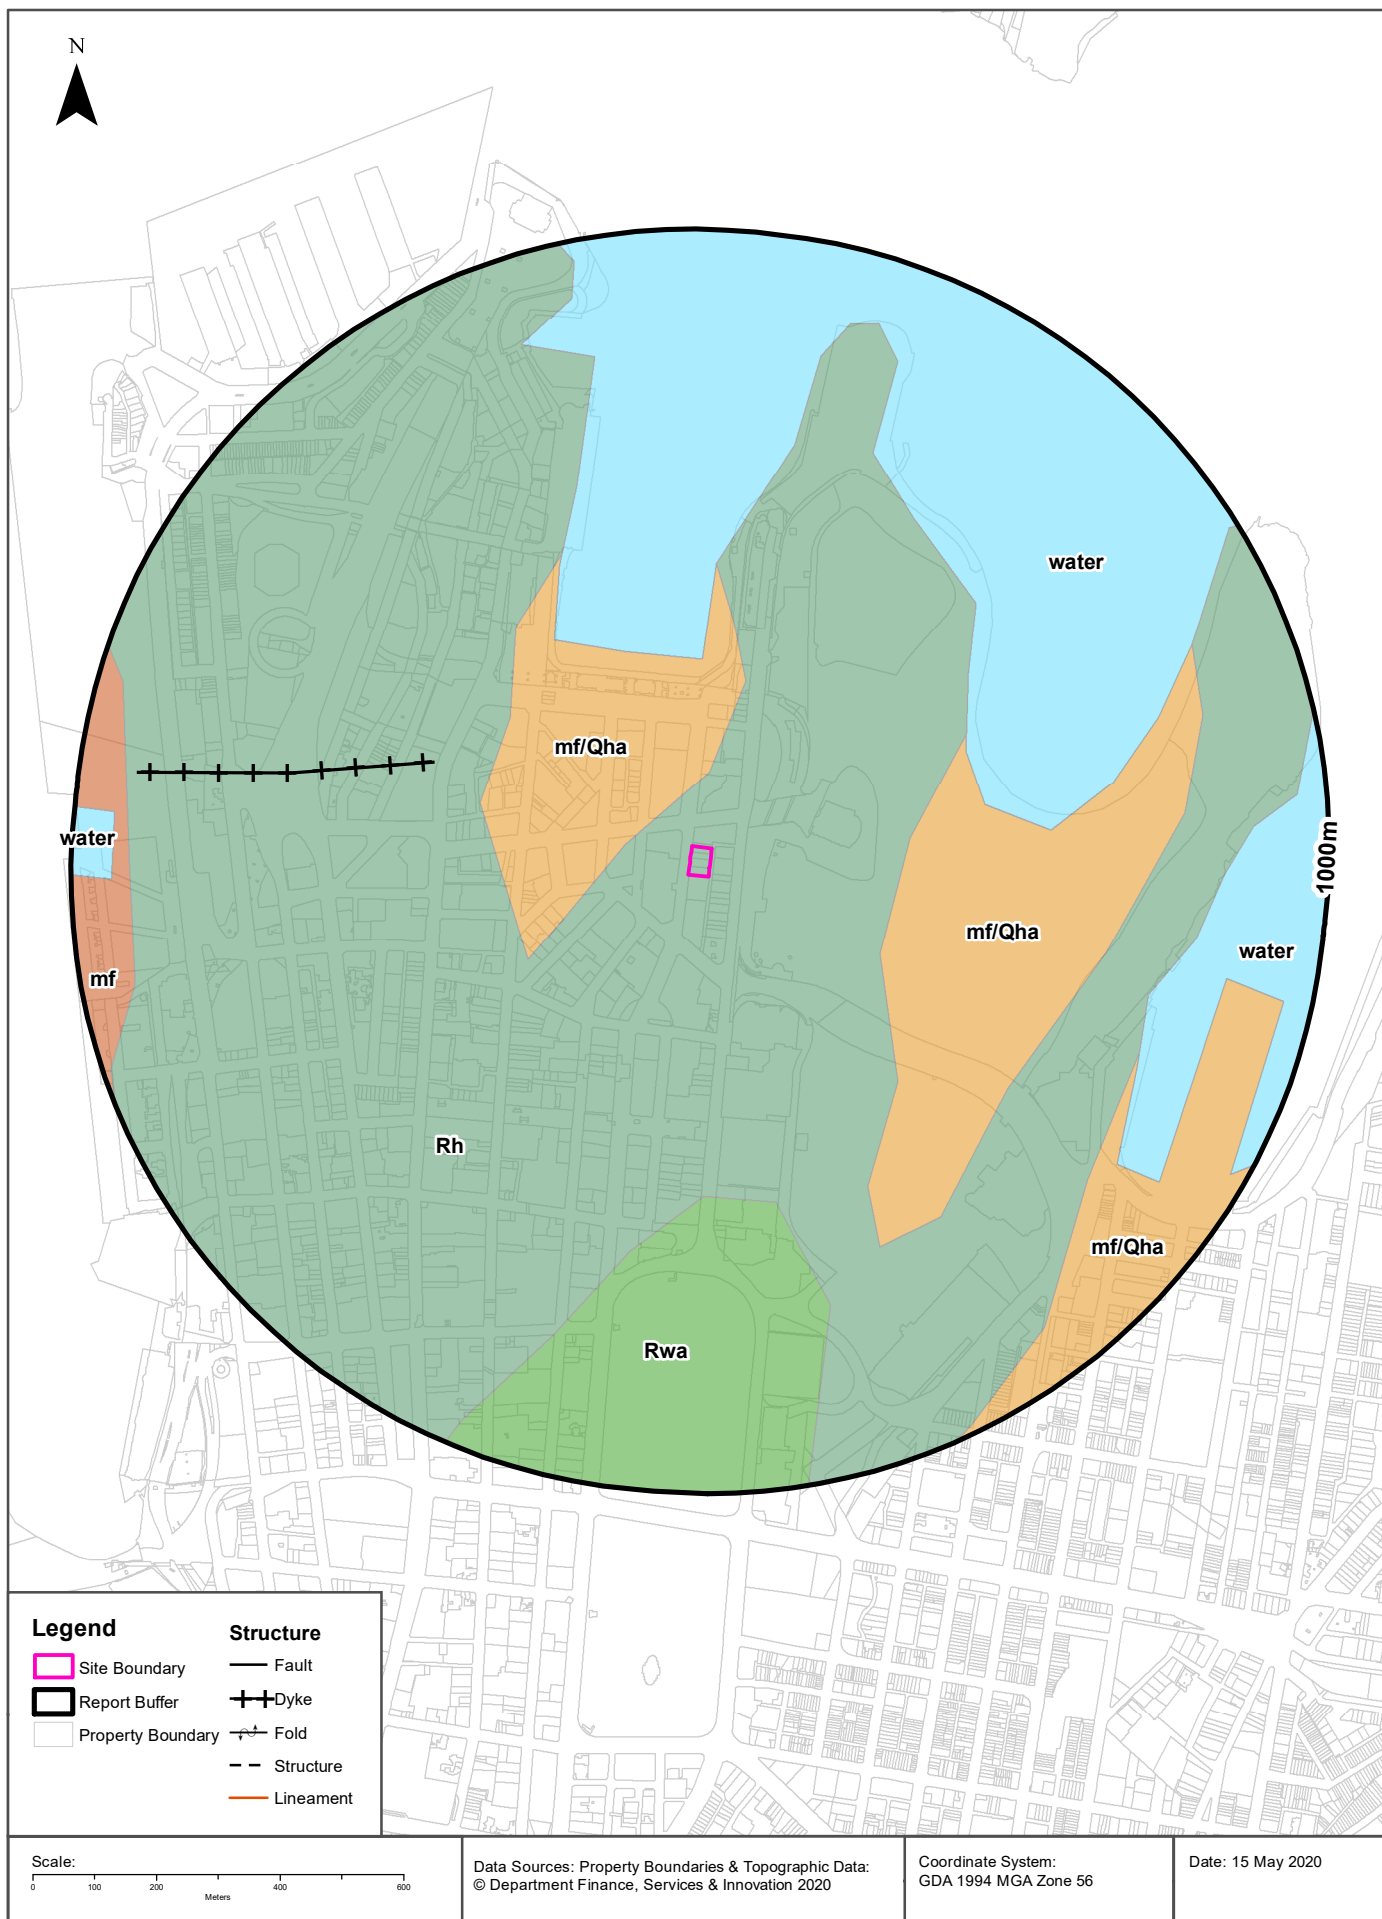 N
water
mf/Qha
water
1000m
mf/Qha
water
mf
Rh
mf/Qha
Rwa
Legend
Site Boundary
Report Buffer
Property Boundary
Structure
Fault
Dyke
Fold
Structure
Lineament
Scale:
0 100 200 400 600
Meters
Data Sources: Property Boundaries & Topographic Data:
© Department Finance, Services & Innovation 2020
Coordinate System:
GDA 1994 MGA Zone 56
Date: 15 May 2020